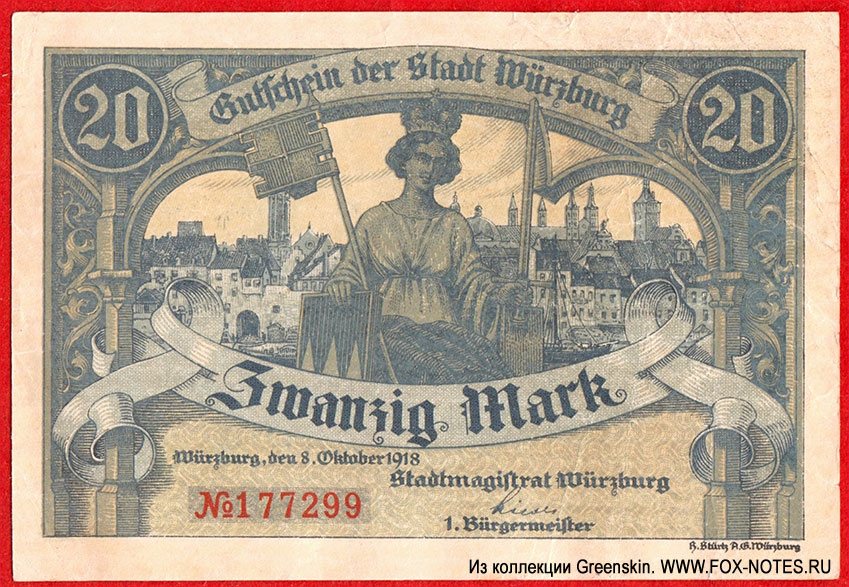 Gutschein der Stadt Würzburg
20
20
Zwanzig Mark
Würzburg, den 8. Oktober 1918
Stadtmagistrat Würzburg
№177299
1. Bürgermeister
H. Stürtz A.G. Würzburg
Из коллекции Greenskin. WWW.FOX-NOTES.RU